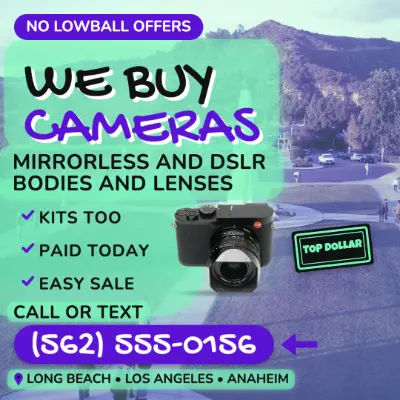 NO LOWBALL OFFERS
WE BUY
CAMERAS
MIRRORLESS AND DSLR
BODIES AND LENSES
KITS TOO
PAID TODAY
TOP DOLLAR
EASY SALE
CALL OR TEXT
(562) 555-0156
LONG BEACH • LOS ANGELES • ANAHEIM